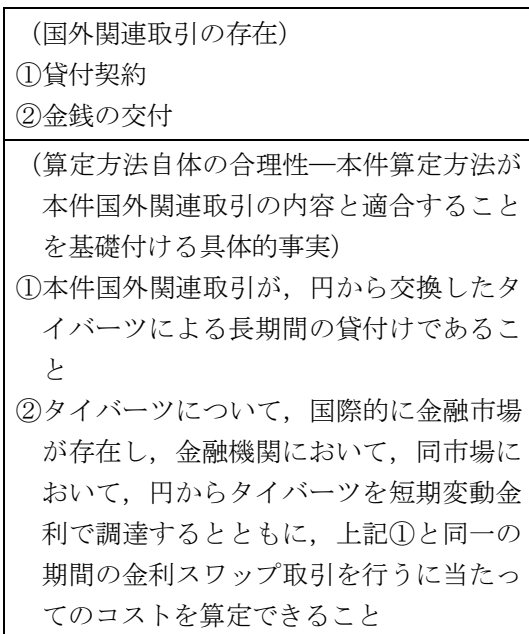 （国外関連取引の存在）
①貸付契約
②金銭の交付
（算定方法自体の合理性―本件算定方法が
本件国外関連取引の内容と適合すること
を基礎付ける具体的事実）
①本件国外関連取引が，円から交換したタ
イバーツによる長期間の貸付けであるこ
と
②タイバーツについて，国際的に金融市場
が存在し，金融機関において，同市場に
おいて，円からタイバーツを短期変動金
利で調達するとともに，上記①と同一の
期間の金利スワップ取引を行うに当たっ
てのコストを算定できること